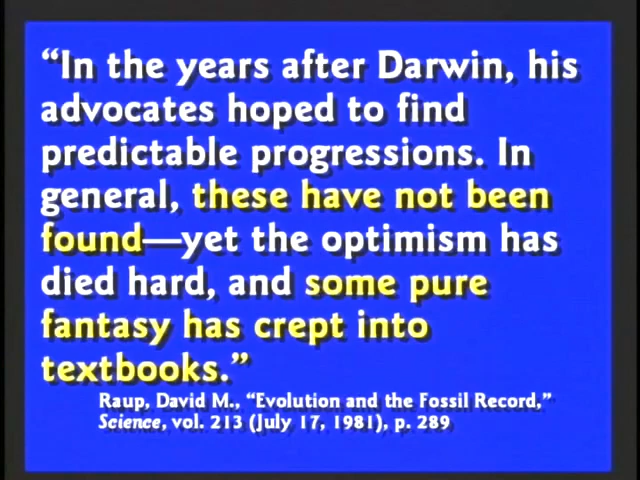 “In the years after Darwin, his
advocates hoped to find
predictable progressions. In
general, these have not been
found—yet the optimism has
died hard, and some pure
fantasy has crept into
textbooks.”
Raup, David M., “Evolution and the Fossil Record,”
Science, vol. 213 (July 17, 1981), p. 289